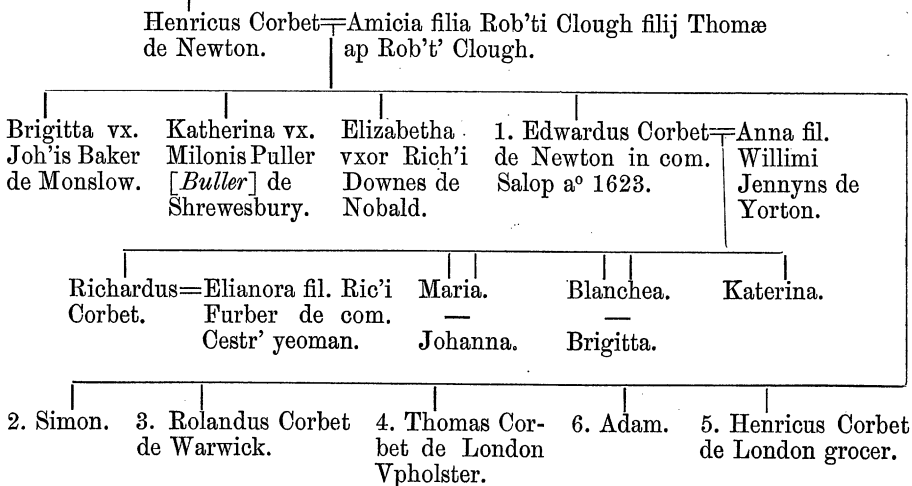 Henricus Corbet=Amicia filia Rob'ti Clough filij Thomæ
de Newton. ap Rob't' Clough.
Brigitta vx.
Joh'is Baker
de Monslow.
Katherina vx.
Milonis Puller
[Buller] de
Shrewesbury.
Elizabetha
vxor Rich'i
Downes de
Nobald.
1. Edwardus Corbet=Anna fil.
de Newton in com. Willimi
Salop aº 1623. Jennyns de
Yorton.
Richardus=Elianora fil. Ric'i
Corbet. Furber de com.
Cestr' yeoman.
Maria.
—
Johanna.
Blanchea.
—
Brigitta.
Katerina.
2. Simon.
3. Rolandus Corbet
de Warwick.
4. Thomas Cor-
bet de London
Vpholster.
6. Adam.
5. Henricus Corbet
de London grocer.